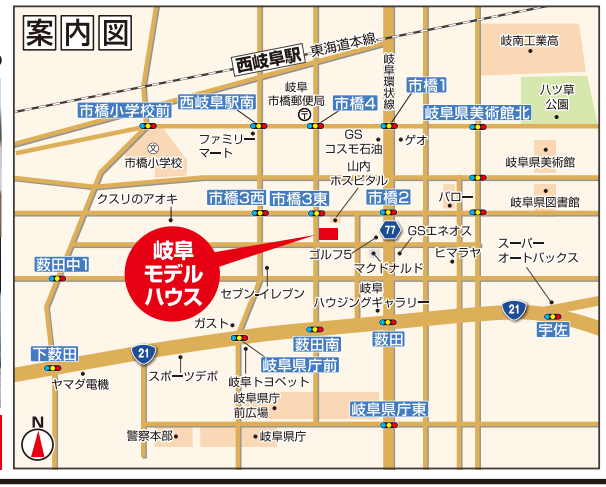 案内図
西岐阜駅
東海道本線
岐阜環状線
岐南工業高
八ツ草
公園
市橋小学校前
西岐阜駅南
岐阜
市橋郵便局
市橋4
市橋1
岐阜県美術館北
ファミリー
マート
GS
コスモ石油
ゲオ
文
市橋小学校
山内
ホスピタル
岐阜県美術館
クスリのアオキ
市橋3西
市橋3東
市橋2
バロー
岐阜県図書館
77
岐阜
モデル
ハウス
ゴルフ5
GSエネオス
マクドナルド
ヒマラヤ
スーパー
オートバックス
薮田中1
セブン-イレブン
岐阜
ハウジングギャラリー
21
宇佐
ガスト
薮田南
薮田
下薮田
21
岐阜県庁前
スポーツデポ
岐阜トヨペット
ヤマダ電機
岐阜県庁
前広場
岐阜県庁東
N
警察本部
岐阜県庁